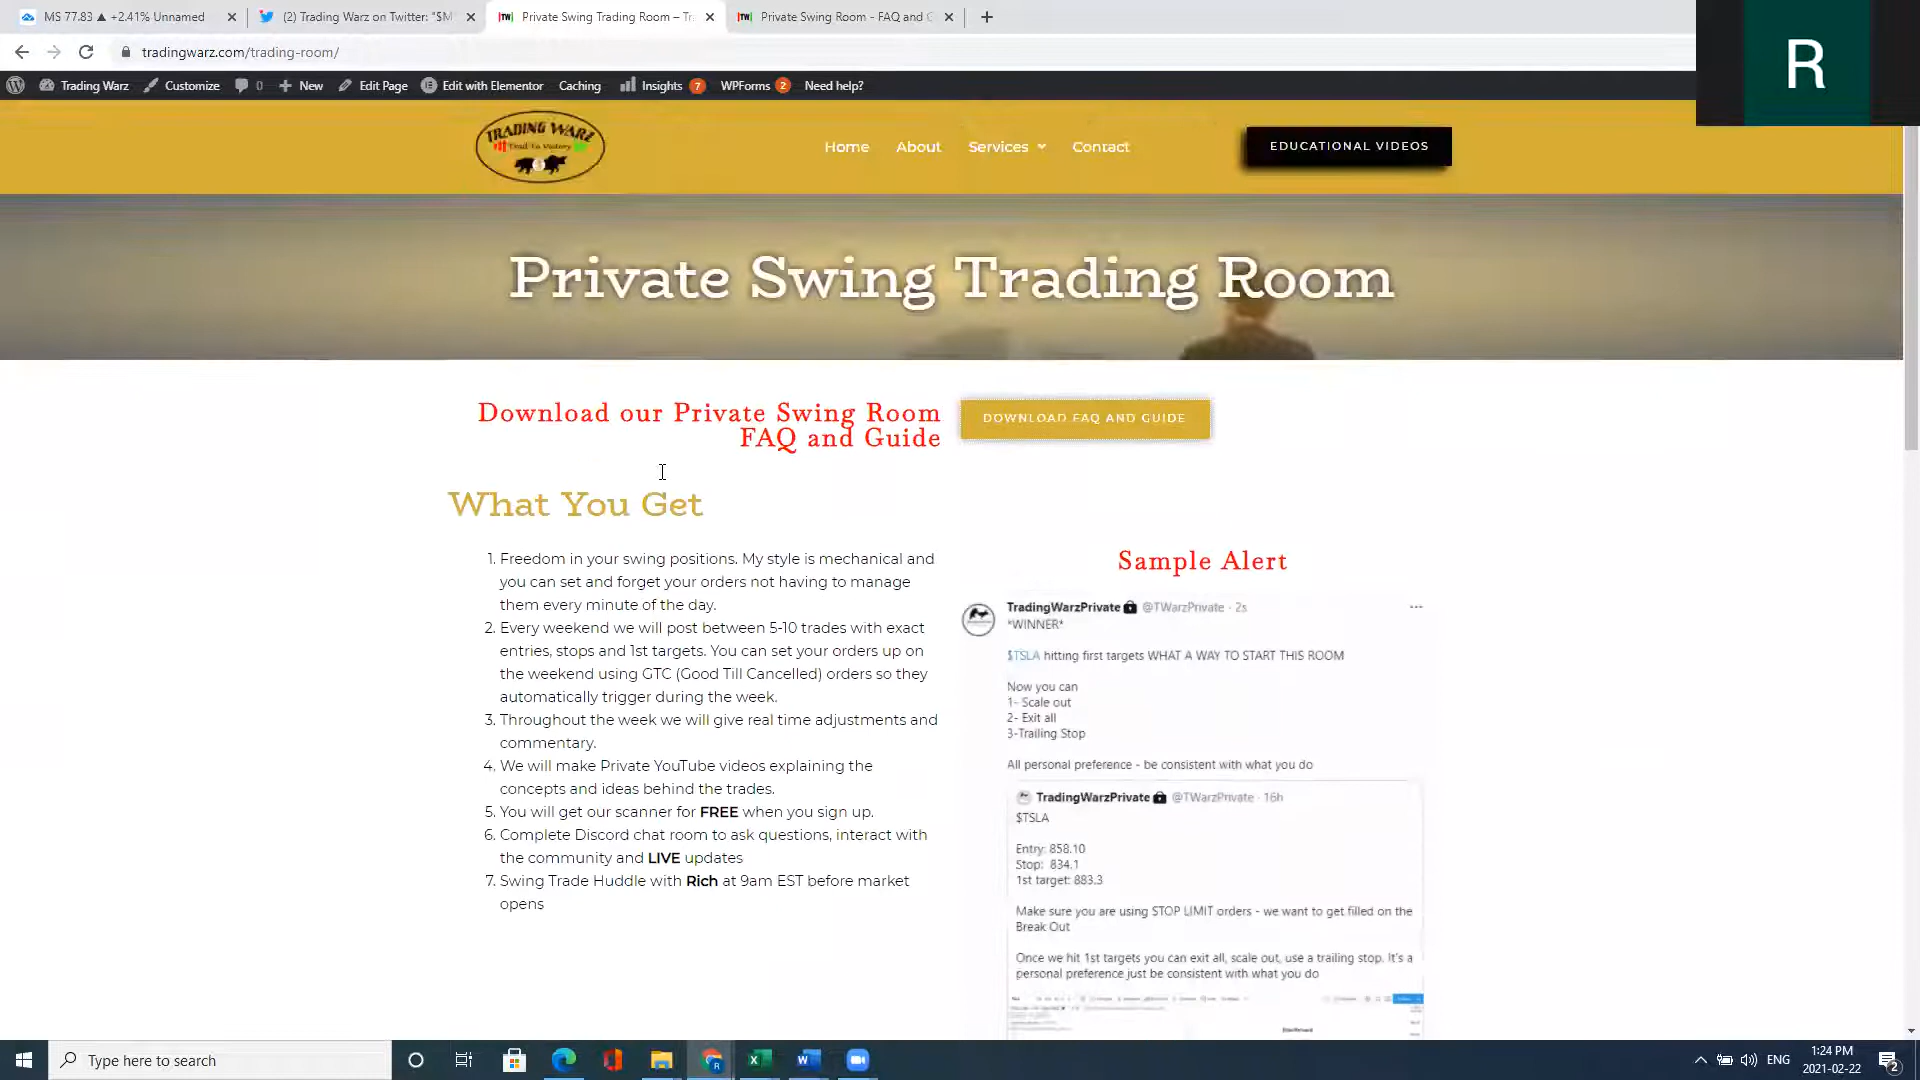 MS 77.83 ▲ +2.41% Unnamed
(2) Trading Warz on Twitter: "$M
Private Swing Trading Room – Tr
Private Swing Room - FAQ and G
tradingwarz.com/trading-room/
R
Trading Warz Customize 0 New Edit Page Edit with Elementor Caching Insights 7 WPForms 2 Need help?
TRADING WARZ
Trail To Victory
Home About Services Contact
EDUCATIONAL VIDEOS
Private Swing Trading Room
Download our Private Swing Room
FAQ and Guide
DOWNLOAD FAQ AND GUIDE
What You Get
1. Freedom in your swing positions. My style is mechanical and
you can set and forget your orders not having to manage
them every minute of the day.
2. Every weekend we will post between 5-10 trades with exact
entries, stops and 1st targets. You can set your orders up on
the weekend using GTC (Good Till Cancelled) orders so they
automatically trigger during the week.
3. Throughout the week we will give real time adjustments and
commentary.
4. We will make Private YouTube videos explaining the
concepts and ideas behind the trades.
5. You will get our scanner for FREE when you sign up.
6. Complete Discord chat room to ask questions, interact with
the community and LIVE updates
7. Swing Trade Huddle with Rich at 9am EST before market
opens
Sample Alert
TradingWarzPrivate @TWarzPrivate · 2s
*WINNER*
$TSLA hitting first targets WHAT A WAY TO START THIS ROOM
Now you can
1- Scale out
2- Exit all
3-Trailing Stop
All personal preference - be consistent with what you do
TradingWarzPrivate @TWarzPrivate · 16h
$TSLA
Entry: 858.10
Stop: 834.1
1st target: 883.3
Make sure you are using STOP LIMIT orders - we want to get filled on the
Break Out
Once we hit 1st targets you can exit all, scale out, use a trailing stop. It's a
personal preference just be consistent with what you do
Type here to search
ENG
1:24 PM
2021-02-22
2